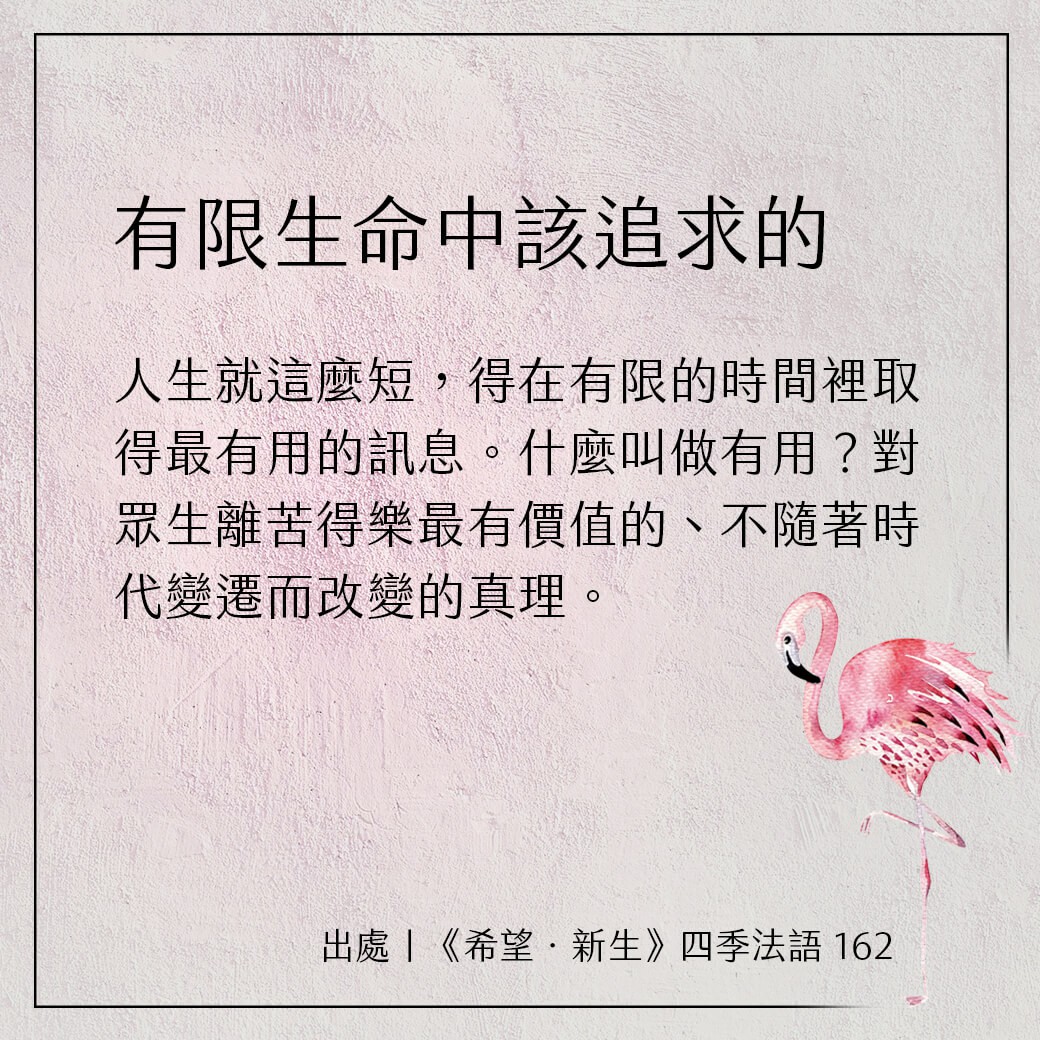 有限生命中該追求的
人生就這麼短，得在有限的時間裡取
得最有用的訊息。什麼叫做有用？對
眾生離苦得樂最有價值的、不隨著時
代變遷而改變的真理。
出處｜《希望．新生》四季法語 162